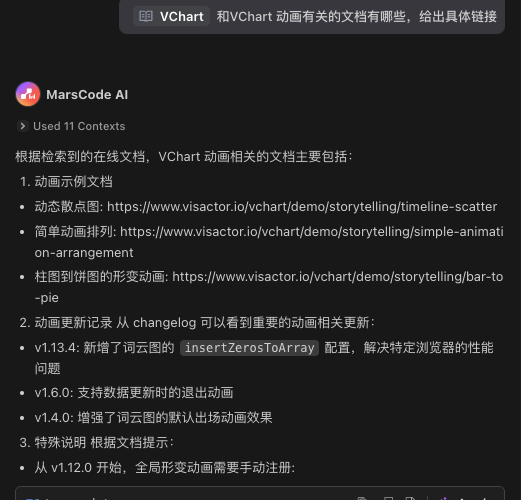 VChart 和VChart 动画有关的文档有哪些，给出具体链接
MarsCode AI
Used 11 Contexts
根据检索到的在线文档，VChart 动画相关的文档主要包括：
1. 动画示例文档
• 动态散点图: https://www.visactor.io/vchart/demo/storytelling/timeline-scatter
• 简单动画排列: https://www.visactor.io/vchart/demo/storytelling/simple-animati
on-arrangement
• 柱图到饼图的形变动画: https://www.visactor.io/vchart/demo/storytelling/bar-to
-pie
2. 动画更新记录 从 changelog 可以看到重要的动画相关更新：
• v1.13.4: 新增了词云图的 insertZerosToArray 配置，解决特定浏览器的性能
问题
• v1.6.0: 支持数据更新时的退出动画
• v1.4.0: 增强了词云图的默认出场动画效果
3. 特殊说明 根据文档提示：
• 从 v1.12.0 开始，全局形变动画需要手动注册: